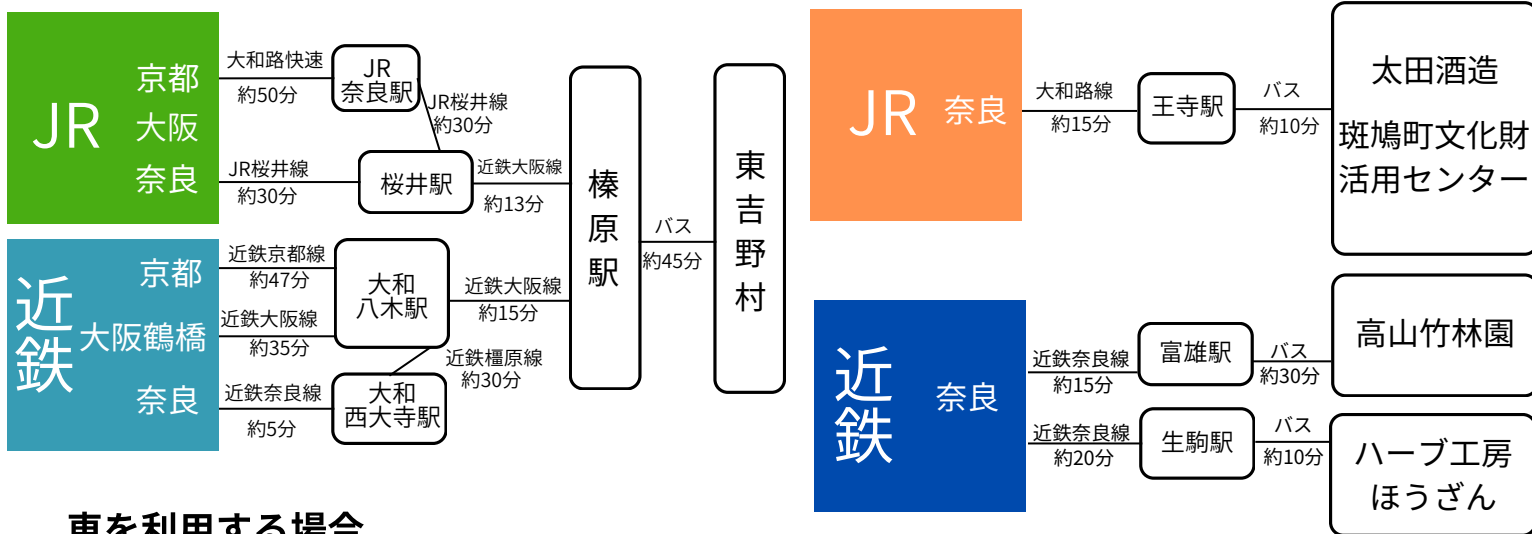 JR
京都
大阪
奈良
大和路快速
約50分
JR
奈良駅
JR桜井線
約30分
JR桜井線
約30分
桜井駅
近鉄大阪線
約13分
近鉄
京都
大阪鶴橋
奈良
近鉄京都線
約47分
近鉄大阪線
約35分
大和
八木駅
近鉄大阪線
約15分
近鉄奈良線
約5分
大和
西大寺駅
近鉄橿原線
約30分
榛原駅
バス
約45分
東吉野村
JR
奈良
大和路線
約15分
王寺駅
バス
約10分
太田酒造
斑鳩町文化財
活用センター
近鉄
奈良
近鉄奈良線
約15分
富雄駅
バス
約30分
高山竹林園
近鉄奈良線
約20分
生駒駅
バス
約10分
ハーブ工房
ほうざん
車を利用する場合